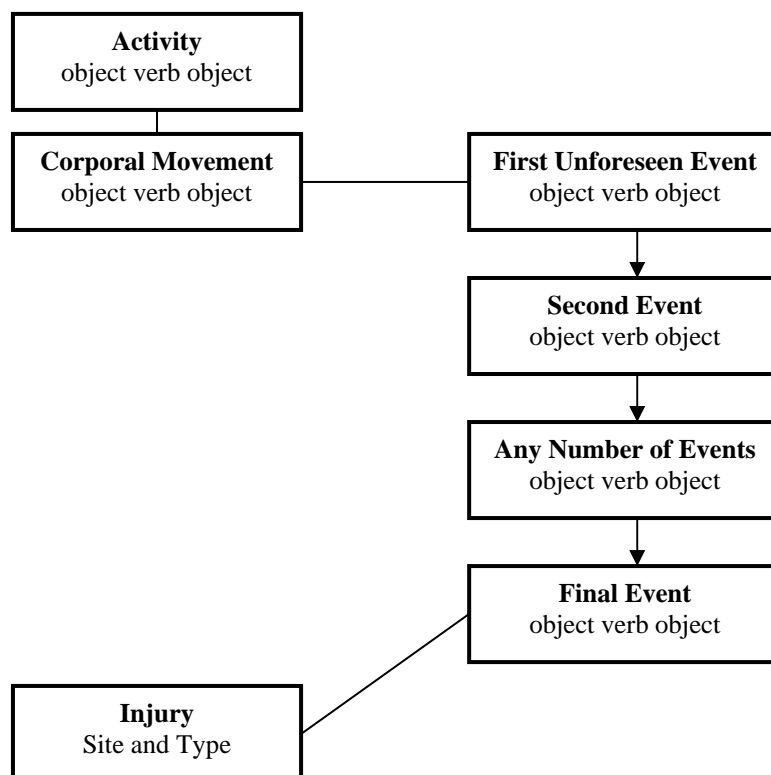 Activity
object verb object
Corporal Movement
object verb object
First Unforeseen Event
object verb object
Second Event
object verb object
Any Number of Events
object verb object
Final Event
object verb object
Injury
Site and Type